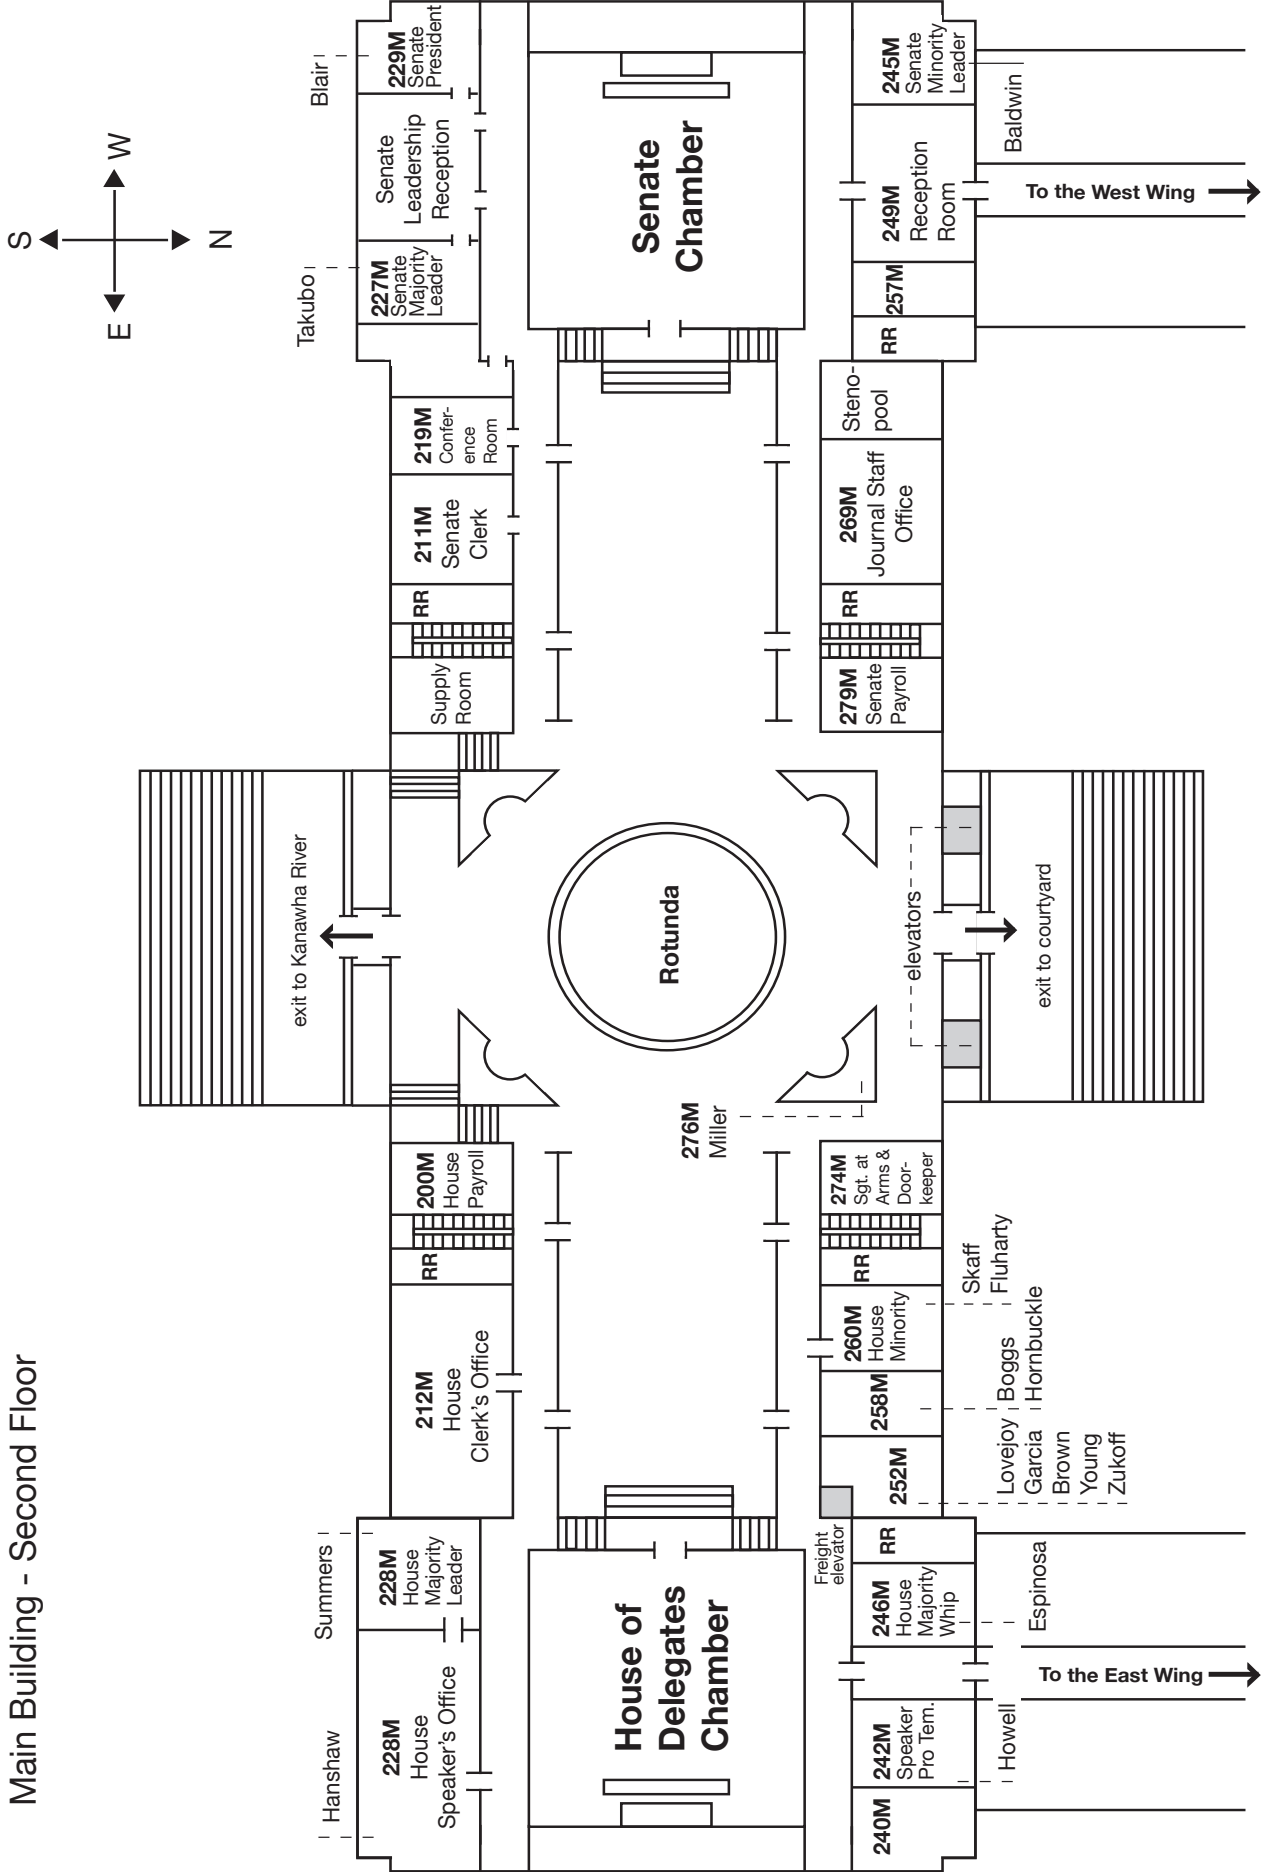 Main Building - Second Floor
S
E
W
N
Hanshaw
Summers
Takubo
Blair
228M
House
Speaker's Office
228M
House
Majority
Leader
227M
Senate
Majority
Leader
Senate
Leadership
Reception
229M
Senate
President
exit to Kanawha River
212M
House
Clerk's Office
RR
200M
House
Payroll
Supply
Room
RR
211M
Senate
Clerk
219M
Confer-
ence
Room
House of
Delegates
Chamber
Rotunda
Senate
Chamber
276M
Miller
Freight
elevator
252M
258M
260M
House
Minority
RR
274M
Sgt. at
Arms &
Door-
keeper
elevators
279M
Senate
Payroll
RR
269M
Journal Staff
Office
Steno-
pool
240M
242M
Speaker
Pro Tem.
246M
House
Majority
Whip
RR
RR
257M
249M
Reception
Room
245M
Senate
Minority
Leader
Howell
Espinosa
Lovejoy
Garcia
Brown
Young
Zukoff
Boggs
Hornbuckle
Skaff
Fluharty
exit to courtyard
Baldwin
To the East Wing
To the West Wing